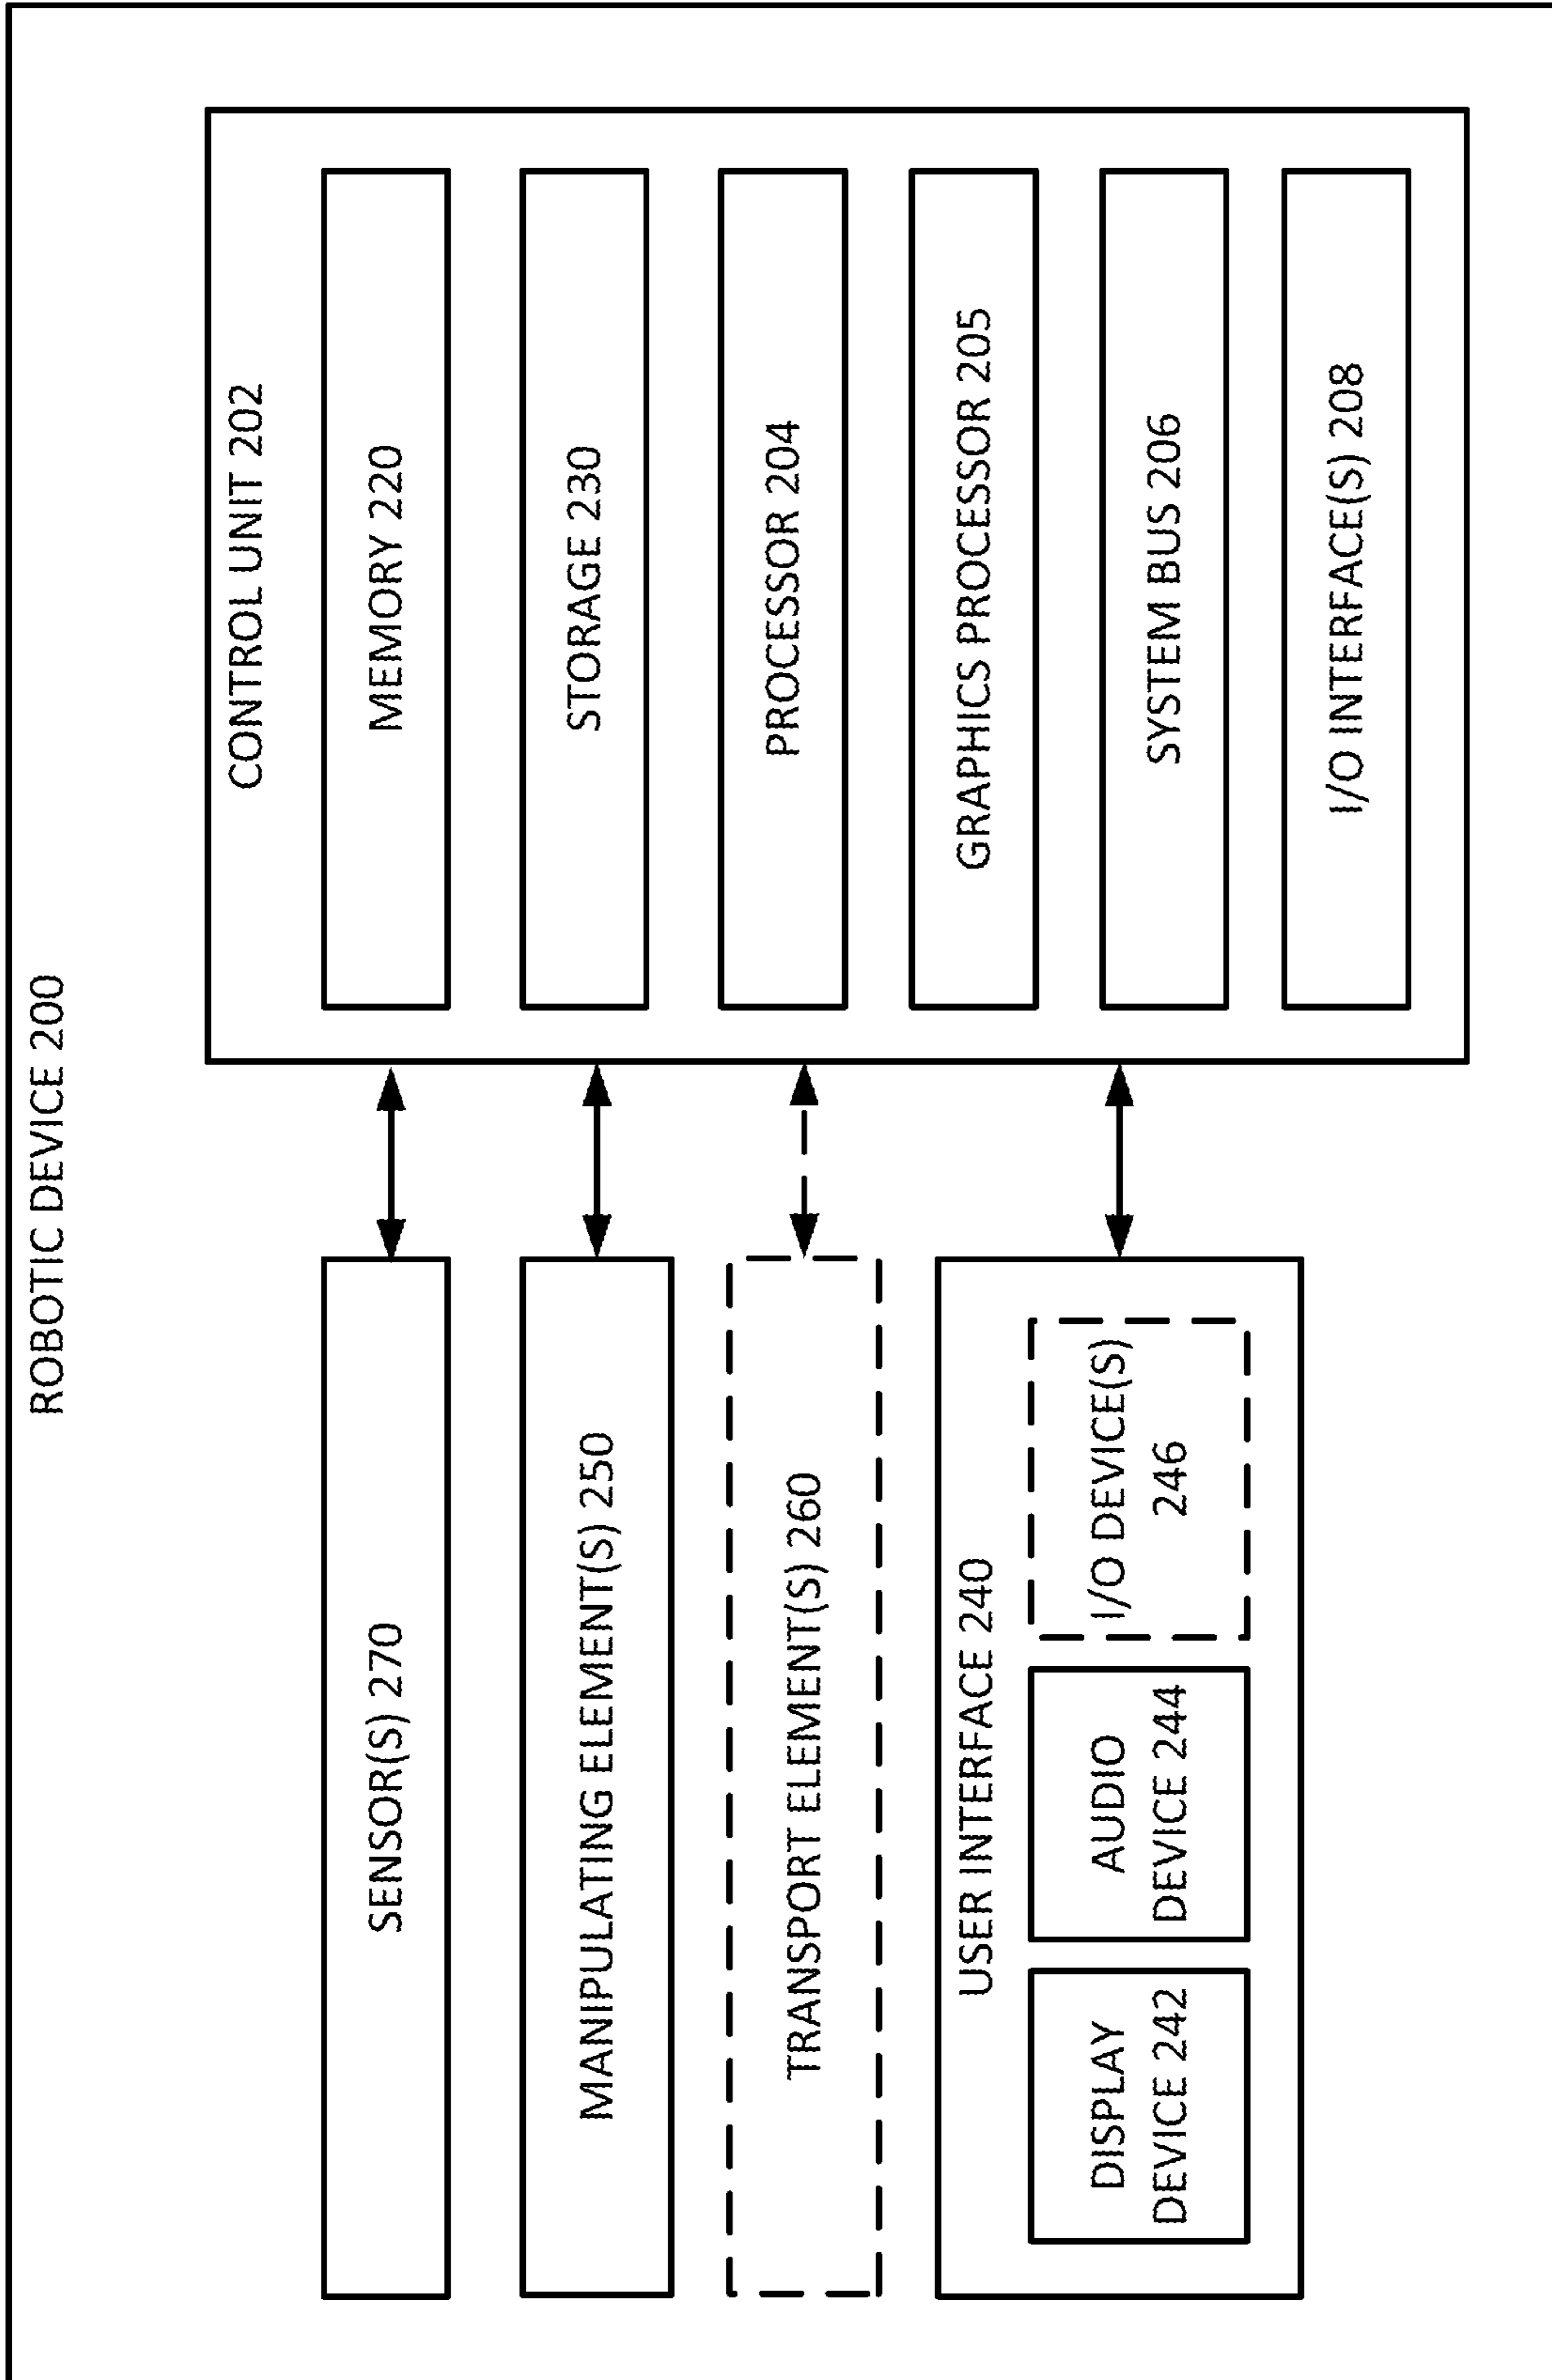 ROBOTIC DEVICE 200
SENSOR(S) 270
MANIPULATING ELEMENT(S) 250
TRANSPORT ELEMENT(S) 260
USER INTERFACE 240
DISPLAY
DEVICE 242
AUDIO
DEVICE 244
I/O DEVICE(S)
246
CONTROL UNIT 202
MEMORY 220
STORAGE 230
PROCESSOR 204
GRAPHICS PROCESSOR 205
SYSTEM BUS 206
I/O INTERFACE(S) 208